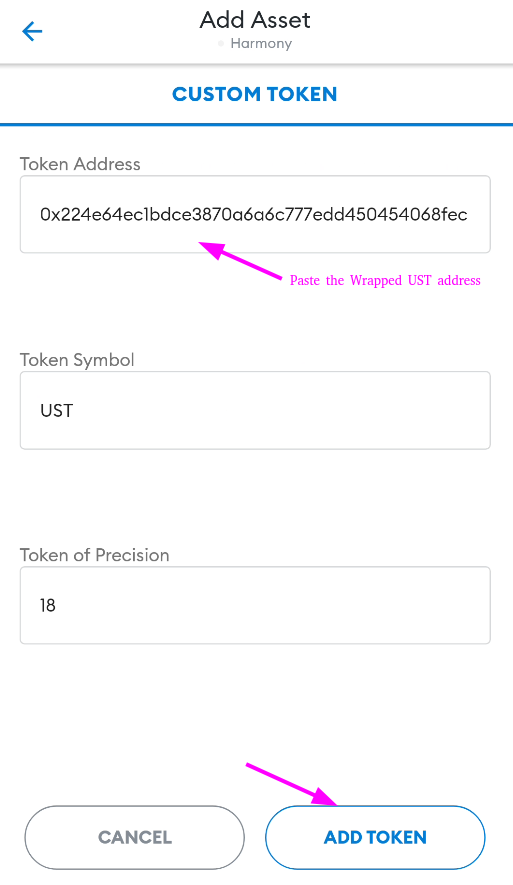 Add Asset
Harmony
CUSTOM TOKEN
Token Address
0x224e64ec1bdce3870a6a6c777edd450454068fec
Paste the Wrapped UST address
Token Symbol
UST
Token of Precision
18
CANCEL
ADD TOKEN